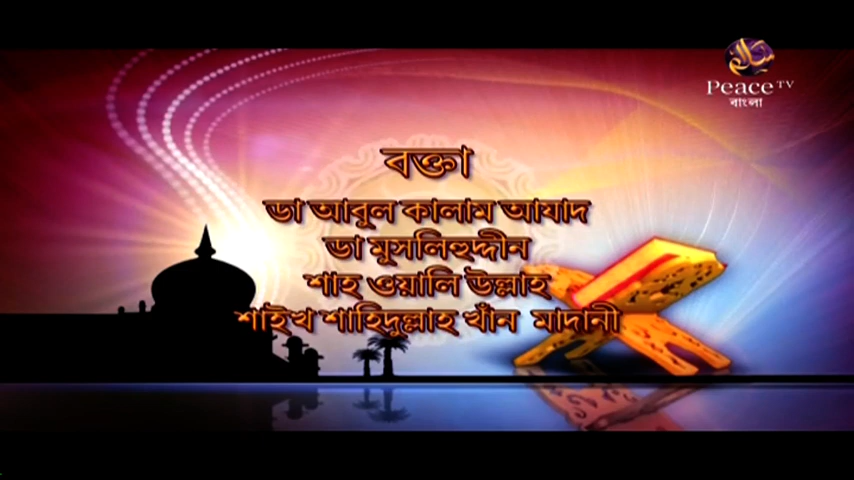 Peace TV
বাংলা
বক্তা
ডা আবুল কালাম আযাদ
ডা মুসলিহুদ্দীন
শাহ ওয়ালি উল্লাহ
শাইখ শাহিদুল্লাহ খাঁন মাদানী